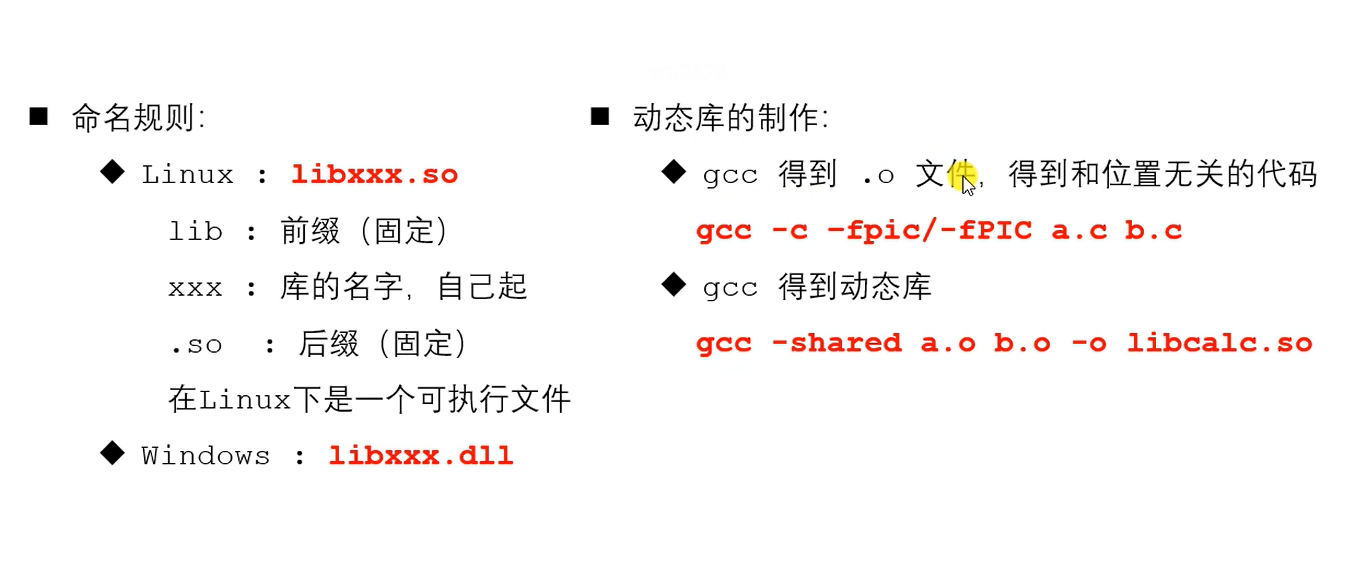 ■ 命名规则：
◆ Linux : libxxx.so
lib : 前缀（固定）
xxx : 库的名字，自己起
.so : 后缀（固定）
在Linux下是一个可执行文件
◆ Windows : libxxx.dll
■ 动态库的制作：
◆ gcc 得到 .o 文件，得到和位置无关的代码
gcc -c –fpic/-fPIC a.c b.c
◆ gcc 得到动态库
gcc -shared a.o b.o -o libcalc.so